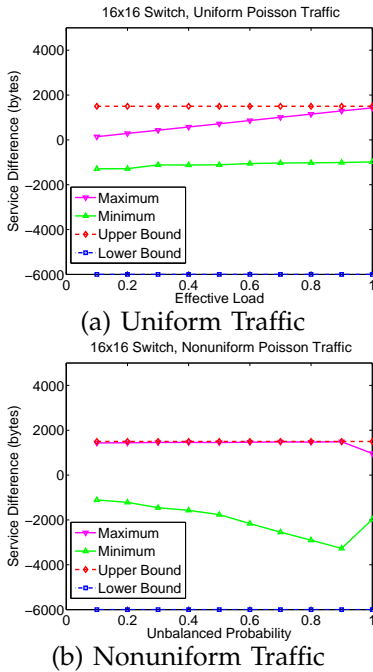 16x16 Switch, Uniform Poisson Traffic
Service Difference (bytes)
4000
2000
0
−2000
−4000
−6000
Maximum
Minimum
Upper Bound
Lower Bound
0 0.2 0.4 0.6 0.8 1
Effective Load
(a) Uniform Traffic
16x16 Switch, Nonuniform Poisson Traffic
Service Difference (bytes)
4000
2000
0
−2000
−4000
−6000
Maximum
Minimum
Upper Bound
Lower Bound
0 0.2 0.4 0.6 0.8 1
Unbalanced Probability
(b) Nonuniform Traffic